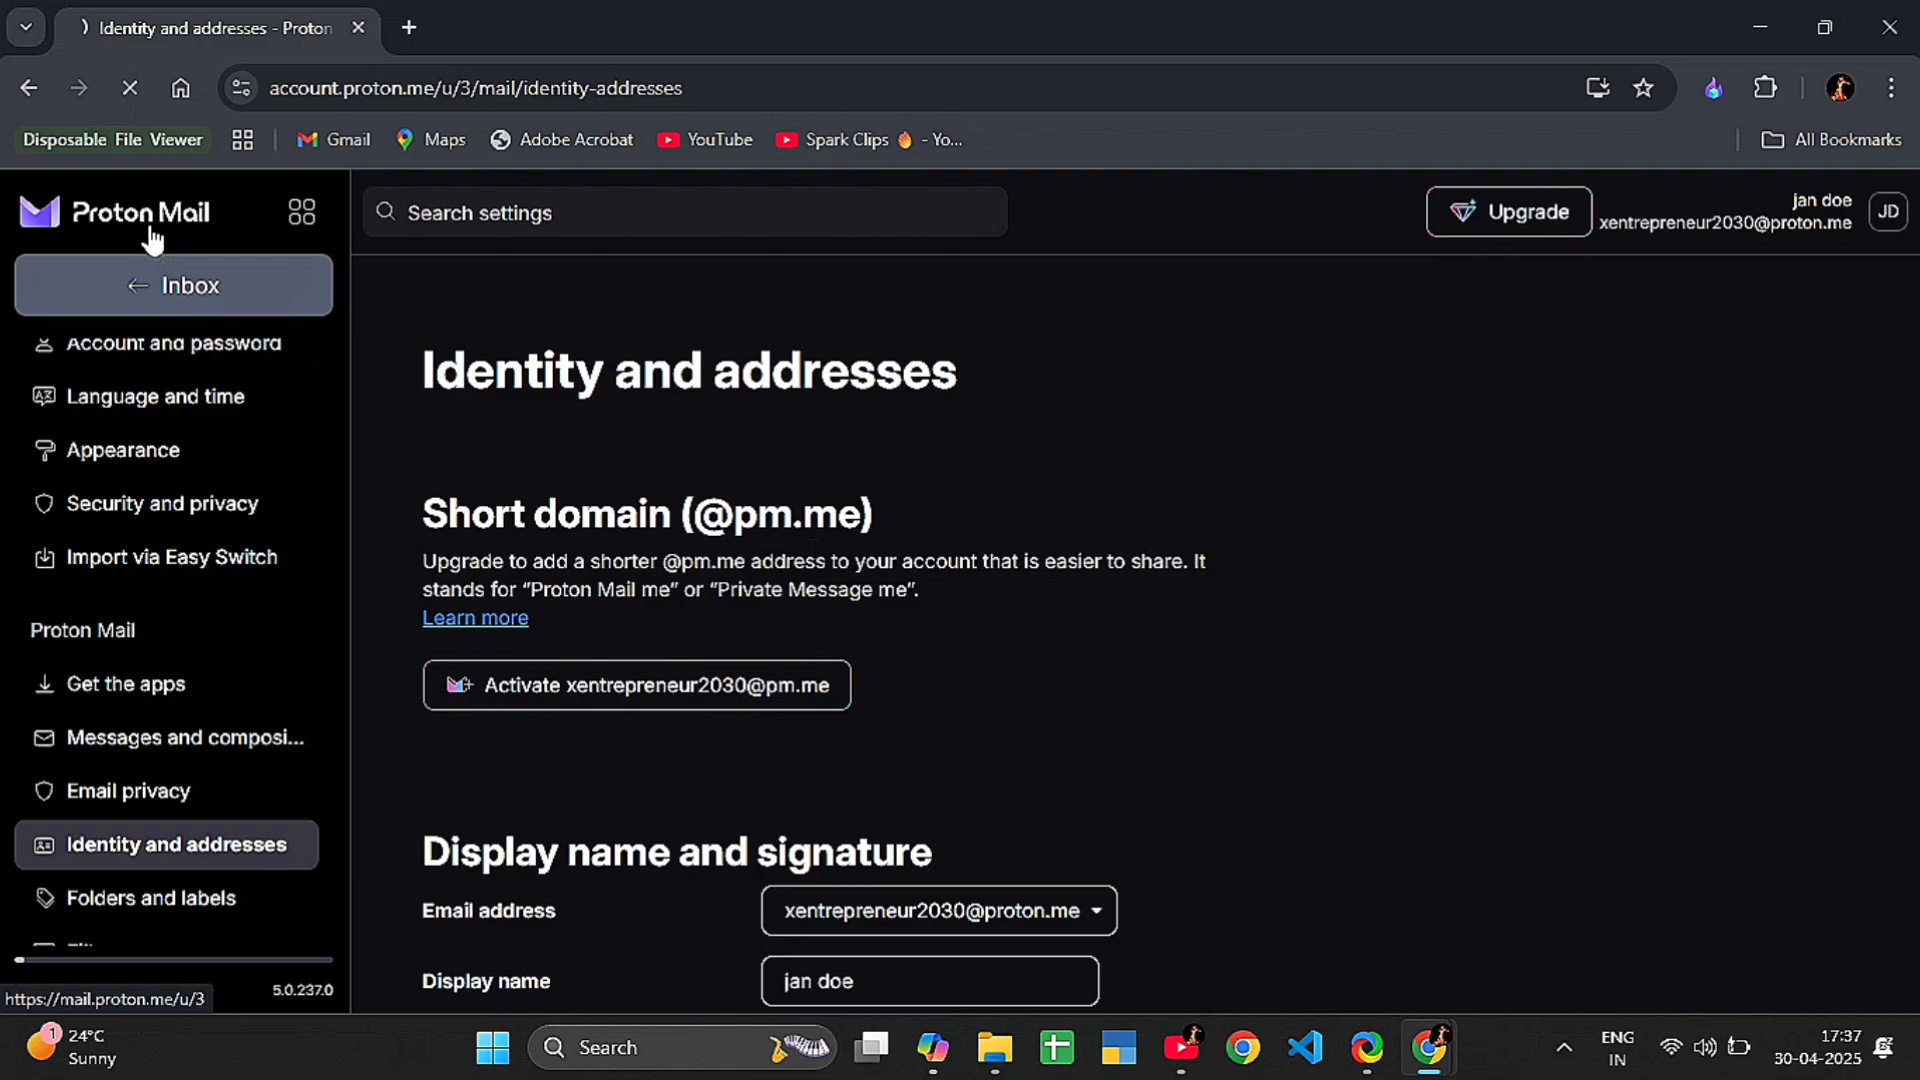 Identity and addresses - Proton
account.proton.me/u/3/mail/identity-addresses
Disposable File Viewer
Gmail
Maps
Adobe Acrobat
YouTube
Spark Clips 🔥 - Yo...
All Bookmarks
Proton Mail
Search settings
Upgrade
jan doe
xentrepreneur2030@proton.me
JD
← Inbox
Account and password
Language and time
Appearance
Security and privacy
Import via Easy Switch
Proton Mail
Get the apps
Messages and composi...
Email privacy
Identity and addresses
Folders and labels
5.0.237.0
https://mail.proton.me/u/3
Identity and addresses
Short domain (@pm.me)
Upgrade to add a shorter @pm.me address to your account that is easier to share. It
stands for “Proton Mail me” or “Private Message me”.
Learn more
Activate xentrepreneur2030@pm.me
Display name and signature
Email address
xentrepreneur2030@proton.me
Display name
jan doe
1
24°C
Sunny
Search
ENG
IN
17:37
30-04-2025